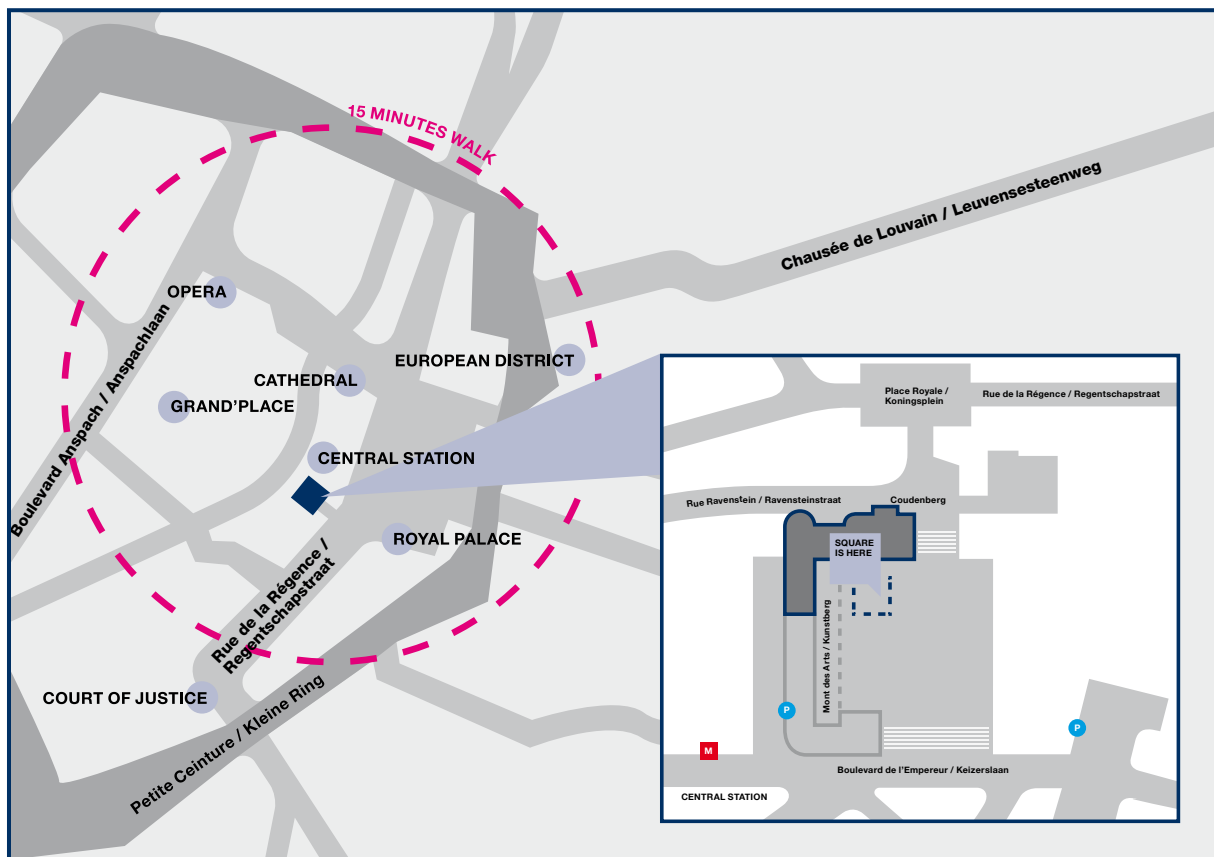 15 MINUTES WALK
Chausée de Louvain / Leuvensesteenweg
OPERA
Boulevard Anspach / Anspachlaan
EUROPEAN DISTRICT
CATHEDRAL
GRAND'PLACE
CENTRAL STATION
ROYAL PALACE
Rue de la Régence /
Regentschapstraat
COURT OF JUSTICE
Petite Ceinture / Kleine Ring
Place Royale /
Koningsplein
Rue de la Régence / Regentschapstraat
Rue Ravenstein / Ravensteinstraat
Coudenberg
SQUARE
IS HERE
Mont des Arts / Kunstberg
P
P
M
Boulevard de l'Empereur / Keizerslaan
CENTRAL STATION